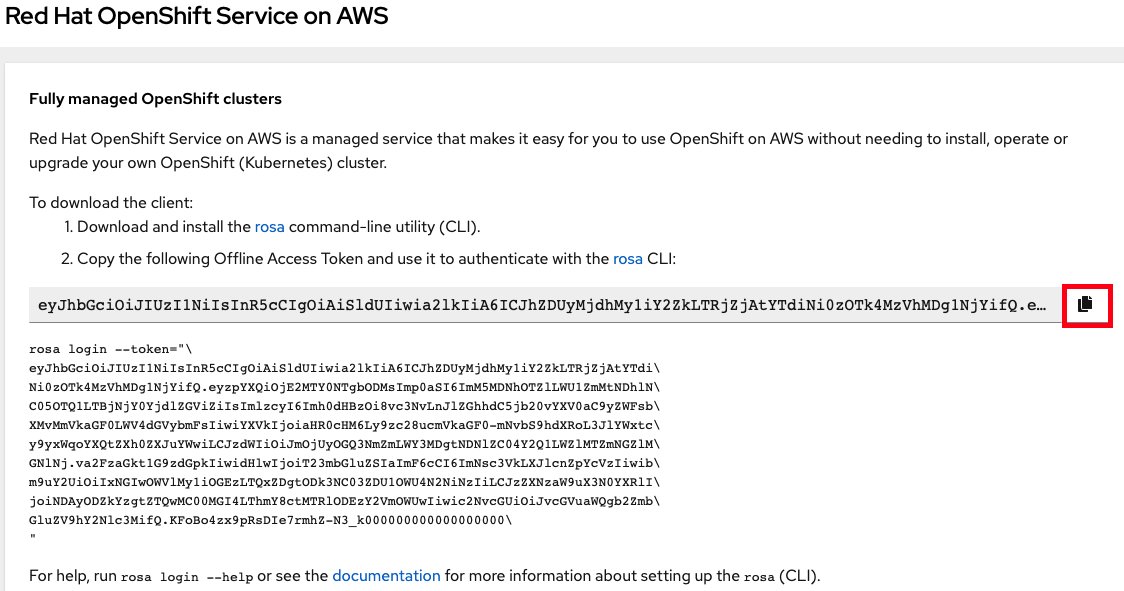 Red Hat OpenShift Service on AWS
Fully managed OpenShift clusters
Red Hat OpenShift Service on AWS is a managed service that makes it easy for you to use OpenShift on AWS without needing to install, operate or
upgrade your own OpenShift (Kubernetes) cluster.
To download the client:
1. Download and install the rosa command-line utility (CLI).
2. Copy the following Offline Access Token and use it to authenticate with the rosa CLI:
eyJhbGciOiJIUzI1NiIsInR5cCIgOiAiSldUIiwia2lkIiA6ICJhZDUyMjdhMy1iY2ZkLTRjZjAtYTdiNi0zOTk4MzVhMDg1NjYifQ.e...
rosa login --token="\
eyJhbGciOiJIUzI1NiIsInR5cCIgOiAiSldUIiwia2lkIiA6ICJhZDUyMjdhMy1iY2ZkLTRjZjAtYTdi\
Ni0zOTk4MzVhMDg1NjYifQ.eyzpYXQiOjE2MTY0NTgbODMsImp0aSI6ImM5MDNhOTZlLWU1ZmMtNDhlN\
C05OTQ1LTBjNjY0YjdlZGViZiIsImlzcyI6Imh0dHBzOi8vc3NvLnJlZGhhdC5jb20vYXV0aC9yZWFsb\
XMvMmVkaGF0LWV4dGVybmFsIiwiYXVkIjoiaHR0cHM6Ly9zc28ucmVkaGF0-mNvbS9hdXRoL3JlYWxtc\
y9yxWqoYXQtZXh0ZXJuYWwiLCJzdWIiOiJmOjUyOGQ3NmZmLWY3MDgtNDNlZC04Y2Q1LWZlMTZmNGZlM\
GNlNj.va2FzaGkt1G9zdGpkIiwidHlwIjoiT23mbGluZSIaImF6cCI6ImNsc3VkLXJlcnZpYcVzIiwib\
m9uY2UiOiIxNGIwOWVlMy1iOGEzLTQxZDgtODk3NC03ZDU1OWU4N2NiNzIiLCJzZXNzaW9uX3N0YXRlI\
joiNDAyODZkYzgtZTQwMC00MGI4LThmY8ctMTRlODEzY2VmOWUwIiwic2NvcGUiOiJvcGVuaWQgb2Zmb\
GluZV9hY2Nlc3MifQ.KFoBo4zx9pRsDIe7rmhZ-N3_k0000000000000000\
"
For help, run rosa login --help or see the documentation for more information about setting up the rosa (CLI).